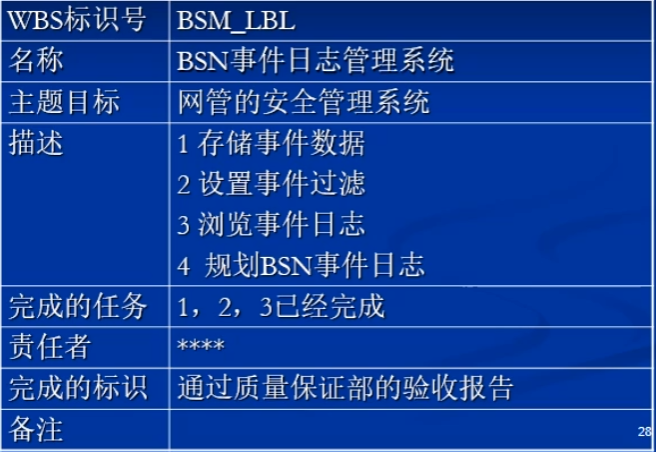 WBS标识号 BSM_LBL
名称 BSN事件日志管理系统
主题目标 网管的安全管理系统
描述 1 存储事件数据
2 设置事件过滤
3 浏览事件日志
4 规划BSN事件日志
完成的任务 1，2，3已经完成
责任者 ****
完成的标识 通过质量保证部的验收报告
备注
28